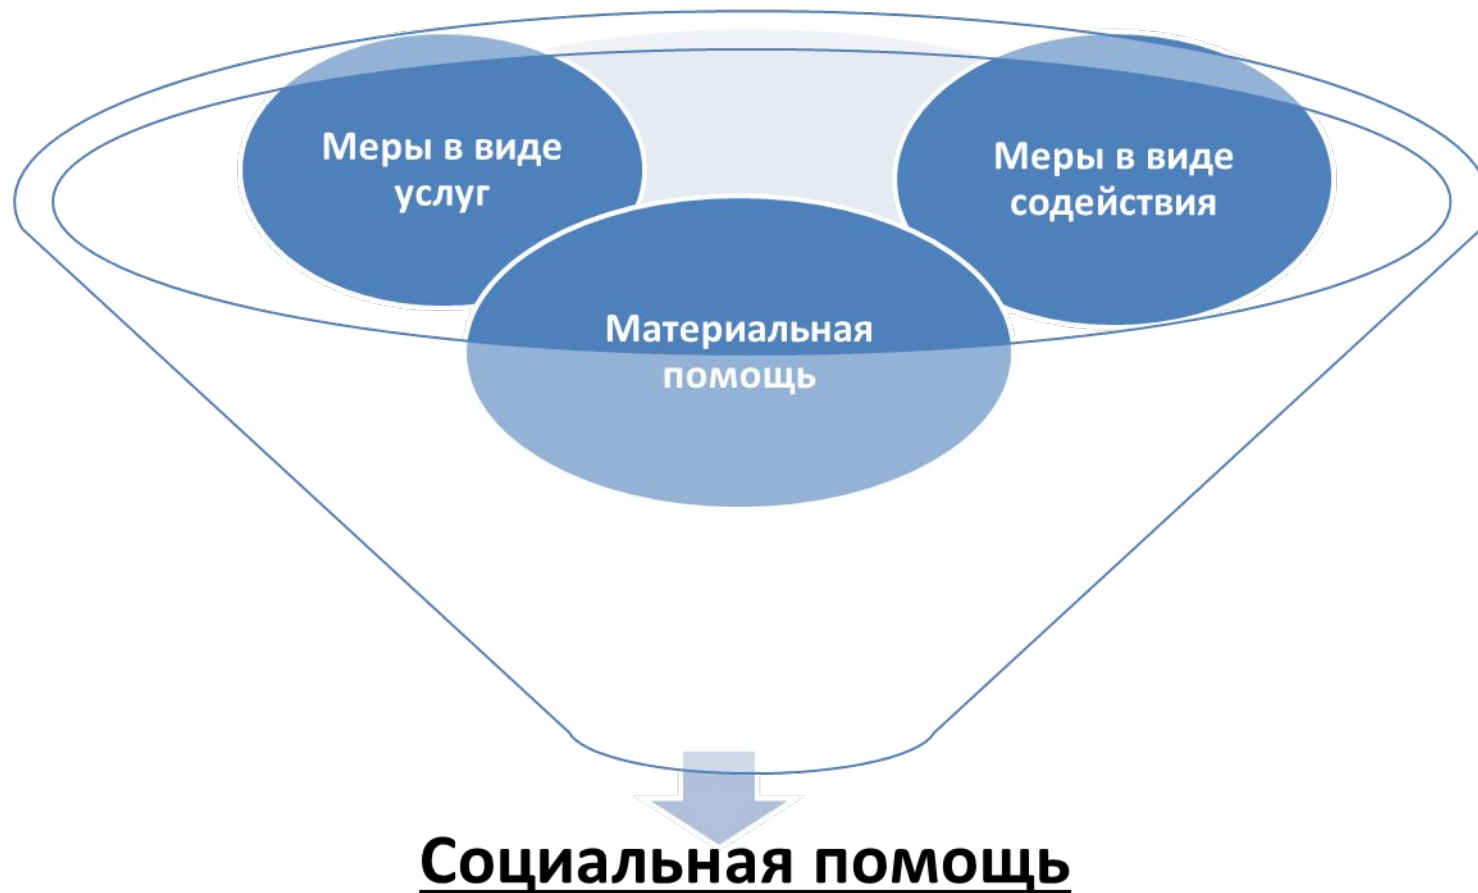 Меры в виде
услуг
Меры в виде
содействия
Материальная
помощь
Социальная помощь